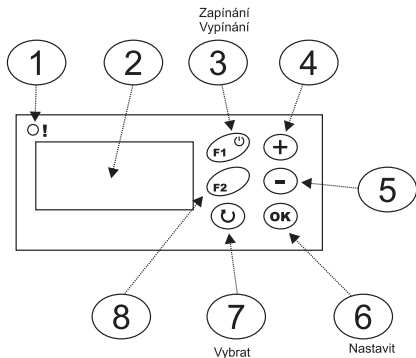 Zapínání
Vypínání
1
2
3
4
!
F1
+
F2
-
5
OK
8
7
6
Vybrat
Nastavit